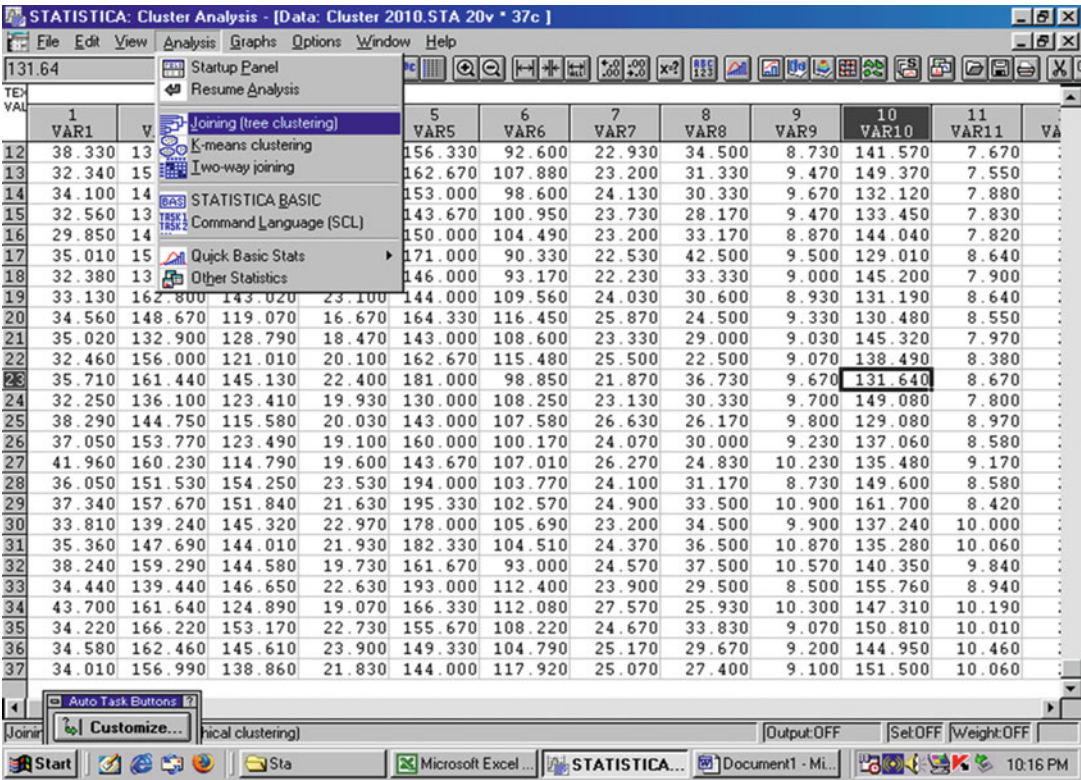 STATISTICA: Cluster Analysis - [Data: Cluster 2010.STA 20v * 37c ]
File Edit View Analysis Graphs Options Window Help
131.64
Startup Panel
Resume Analysis
Joining (tree clustering)
K-means clustering
Two-way joining
STATISTICA BASIC
Command Language (SCL)
Quick Basic Stats
Other Statistics
1 5 6 7 8 9 10 11
VAR1 V VAR5 VAR6 VAR7 VAR8 VAR9 VAR10 VAR11 VA
12 38.330 13 156.330 92.600 22.930 34.500 8.730 141.570 7.670
13 32.340 15 162.670 107.880 23.200 31.330 9.470 149.370 7.550
14 34.100 14 153.000 98.600 24.130 30.330 9.670 132.120 7.880
15 32.560 13 143.670 100.950 23.730 28.170 9.470 133.450 7.830
16 29.850 14 150.000 104.490 23.200 33.170 8.870 144.040 7.820
17 35.010 15 171.000 90.330 22.530 42.500 9.500 129.010 8.640
18 32.380 13 146.000 93.170 22.230 33.330 9.000 145.200 7.900
19 33.130 162.800 143.020 23.100 144.000 109.560 24.030 30.600 8.930 131.190 8.640
20 34.560 148.670 119.070 16.670 164.330 116.450 25.870 24.500 9.330 130.480 8.550
21 35.020 132.900 128.790 18.470 143.000 108.600 23.330 29.000 9.030 145.320 7.970
22 32.460 156.000 121.010 20.100 162.670 115.480 25.500 22.500 9.070 138.490 8.380
23 35.710 161.440 145.130 22.400 181.000 98.850 21.870 36.730 9.670 131.640 8.670
24 32.250 136.100 123.410 19.930 130.000 108.250 23.130 30.330 9.700 149.080 7.800
25 38.290 144.750 115.580 20.030 143.000 107.580 26.630 26.170 9.800 129.080 8.970
26 37.050 153.770 123.490 19.100 160.000 100.170 24.070 30.000 9.230 137.060 8.580
27 41.960 160.230 114.790 19.600 143.670 107.010 26.270 24.830 10.230 135.480 9.170
28 36.050 151.530 154.250 23.530 194.000 103.770 24.100 31.170 8.730 149.600 8.580
29 37.340 157.670 151.840 21.630 195.330 102.570 24.900 33.500 10.900 161.700 8.420
30 33.810 139.240 145.320 22.970 178.000 105.690 23.200 34.500 9.900 137.240 10.000
31 35.360 147.690 144.010 21.930 182.330 104.510 24.370 36.500 10.870 135.280 10.060
32 38.240 159.290 144.580 19.730 161.670 93.000 24.570 37.500 10.570 140.350 9.840
33 34.440 139.440 146.650 22.630 193.000 112.400 23.900 29.500 8.500 155.760 8.940
34 43.700 161.640 124.890 19.070 166.330 112.080 27.570 25.930 10.300 147.310 10.190
35 34.220 166.220 153.170 22.730 155.670 108.220 24.670 33.830 9.070 150.810 10.010
36 34.580 162.460 145.610 23.900 149.330 104.790 25.170 29.670 9.200 144.950 10.460
37 34.010 156.990 138.860 21.830 144.000 117.920 25.070 27.400 9.100 151.500 10.060
Auto Task Buttons ?
Customize...
Joinin hical clustering) Output:OFF Sel:OFF Weight:OFF
Start Sta Microsoft Excel ... STATISTICA... Document1 - Mi... 10:16 PM